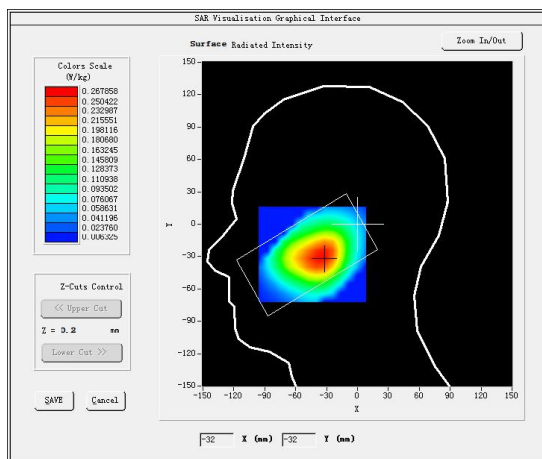 SAR Visualisation Graphical Interface
Surface Radiated Intensity
Zoom In/Out
Colors Scale
(W/kg)
0.267858
0.250422
0.232987
0.215551
0.198116
0.180680
0.163245
0.145809
0.128373
0.110938
0.093502
0.076067
0.058631
0.041196
0.023760
0.006325
150
120
90
60
30
0
-30
-60
-90
-120
-150
Y
-150 -120 -90 -60 -30 0 30 60 90 120 150
X
Z-Cuts Control
<< Upper Cut
Z = 3.2 mm
Lower Cut >>
SAVE
Cancel
-32 X (mm) -32 Y (mm)